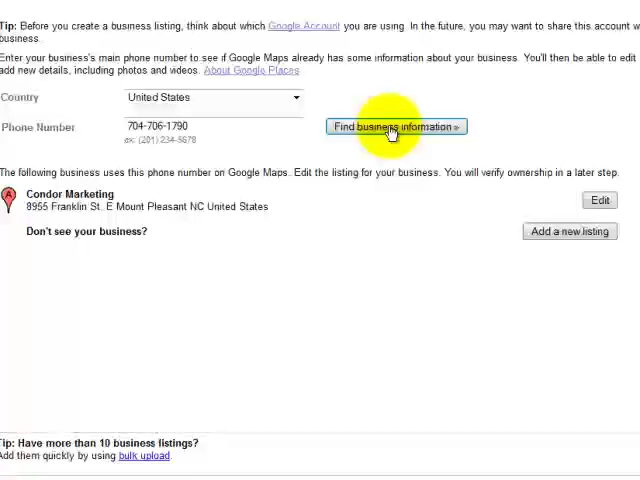 Tip: Before you create a business listing, think about which Google Account you are using. In the future, you may want to share this account w
business.
Enter your business's main phone number to see if Google Maps already has some information about your business. You'll then be able to edit
add new details, including photos and videos. About Google Places
Country
United States
Phone Number
704-706-1790
Find business information »
ex: (201) 234-5678
The following business uses this phone number on Google Maps. Edit the listing for your business. You will verify ownership in a later step.
A
Condor Marketing
8955 Franklin St. E Mount Pleasant NC United States
Edit
Don't see your business?
Add a new listing
Tip: Have more than 10 business listings?
Add them quickly by using bulk upload.